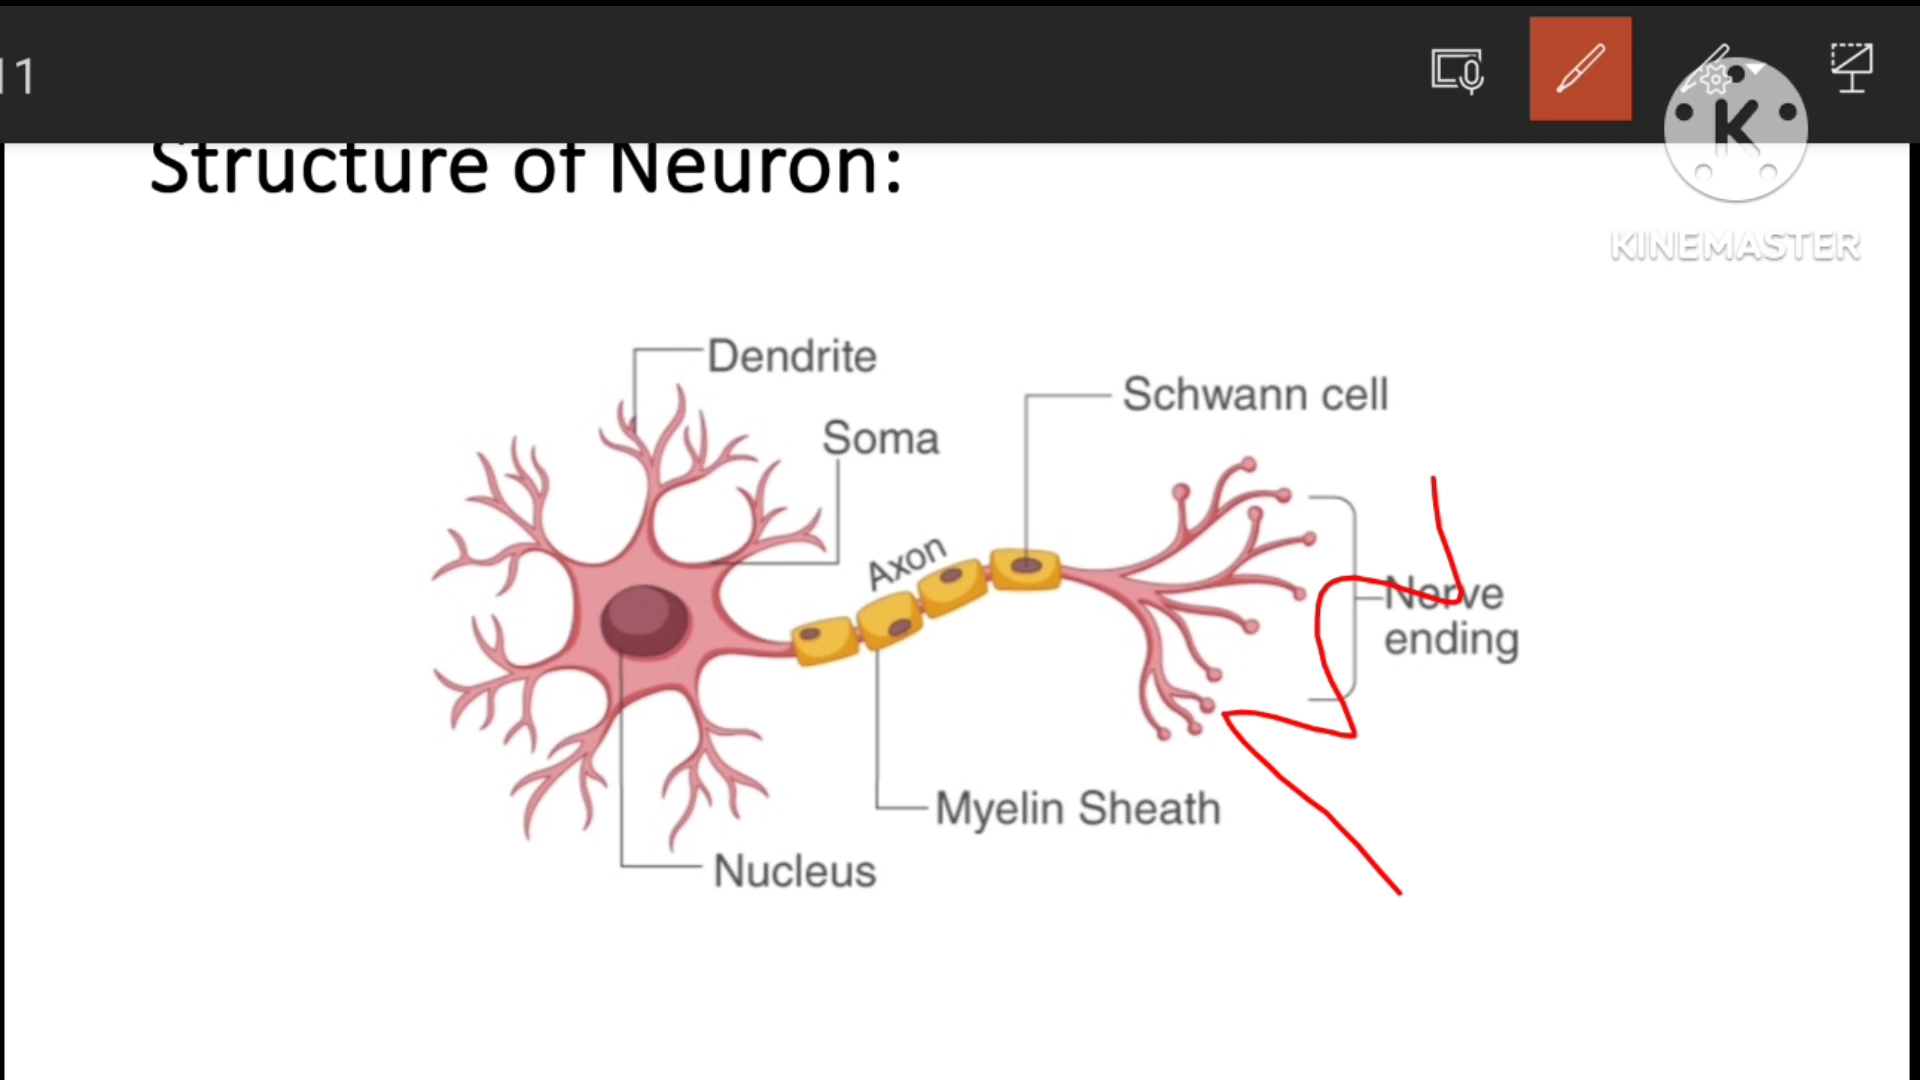 11
Structure of Neuron:
K
KINEMASTER
Dendrite
Schwann cell
Soma
Axon
Nerve
ending
Myelin Sheath
Nucleus